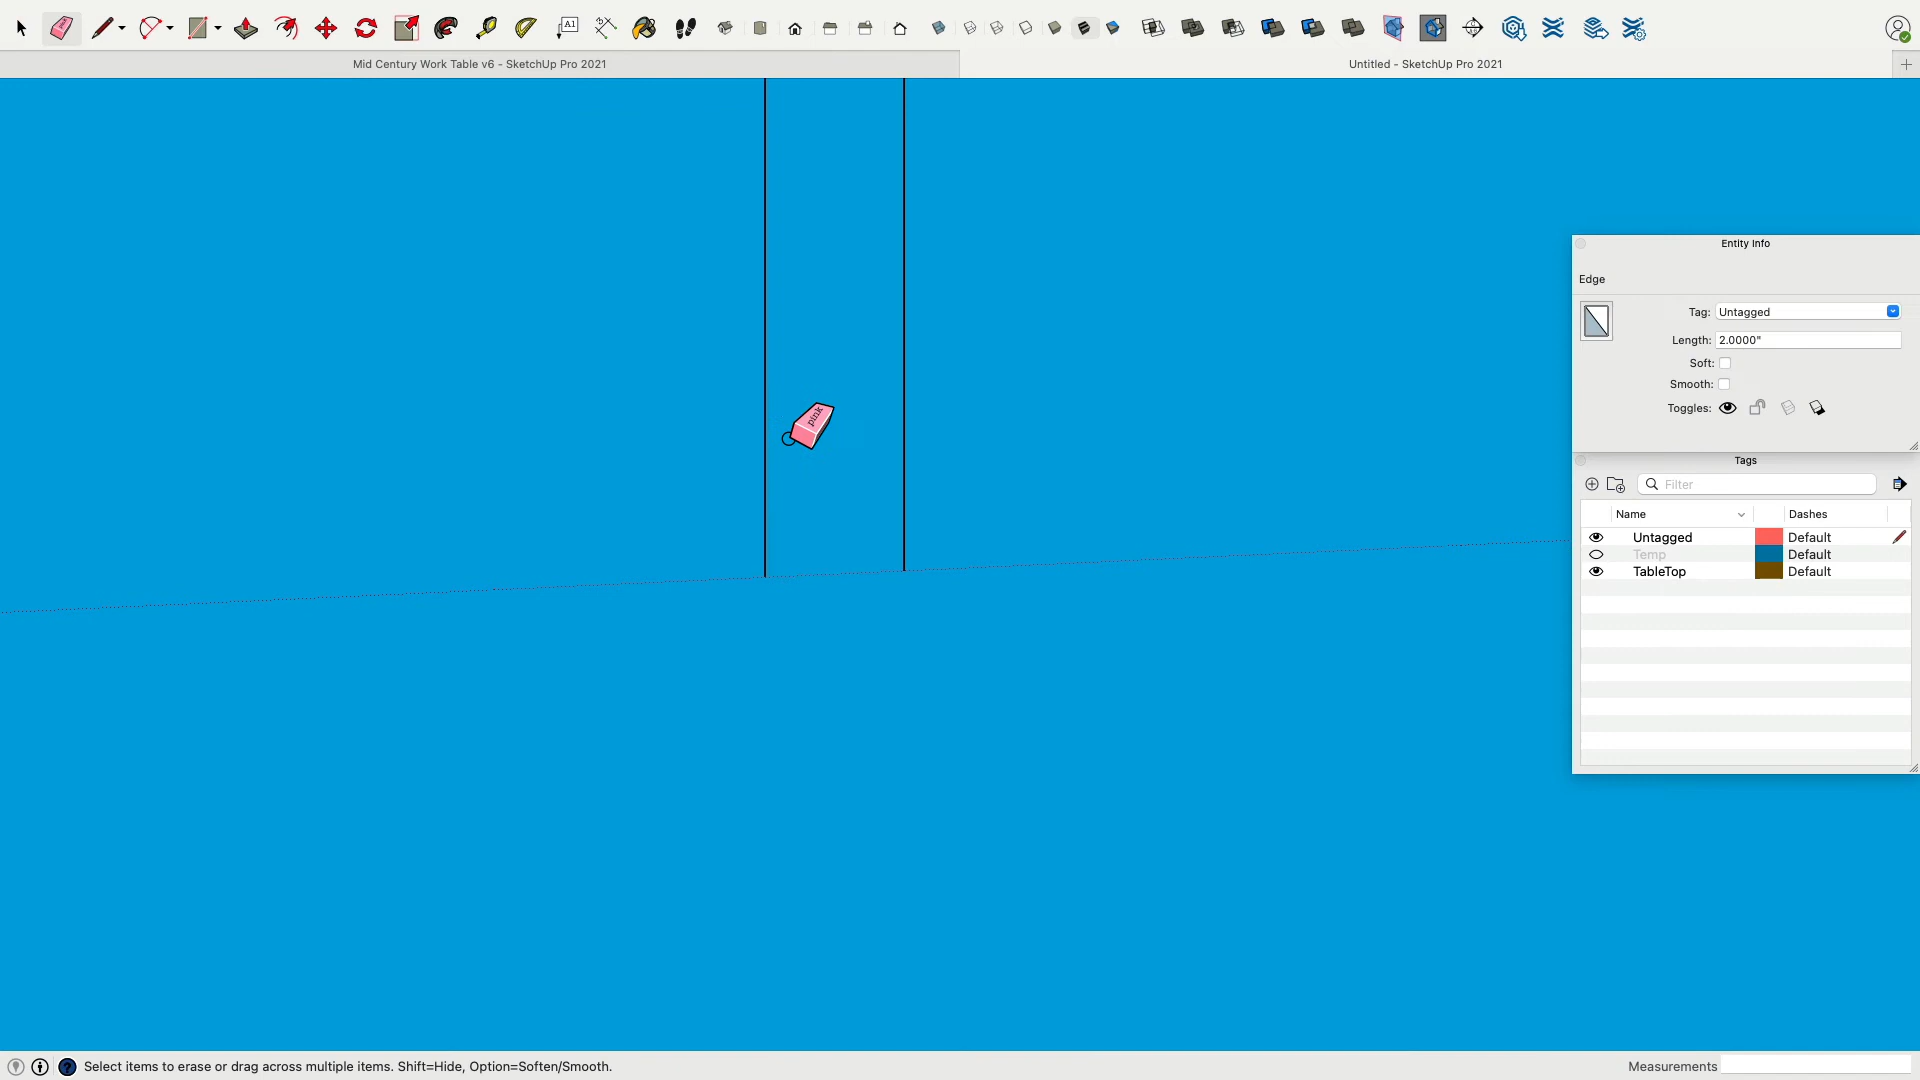 A1
Mid Century Work Table v6 - SketchUp Pro 2021
Untitled - SketchUp Pro 2021
pink
Entity Info
Edge
Tag: Untagged
Length: 2.0000"
Soft:
Smooth:
Toggles:
Tags
Filter
Name Dashes
Untagged Default
Temp Default
TableTop Default
Select items to erase or drag across multiple items. Shift=Hide, Option=Soften/Smooth.
Measurements